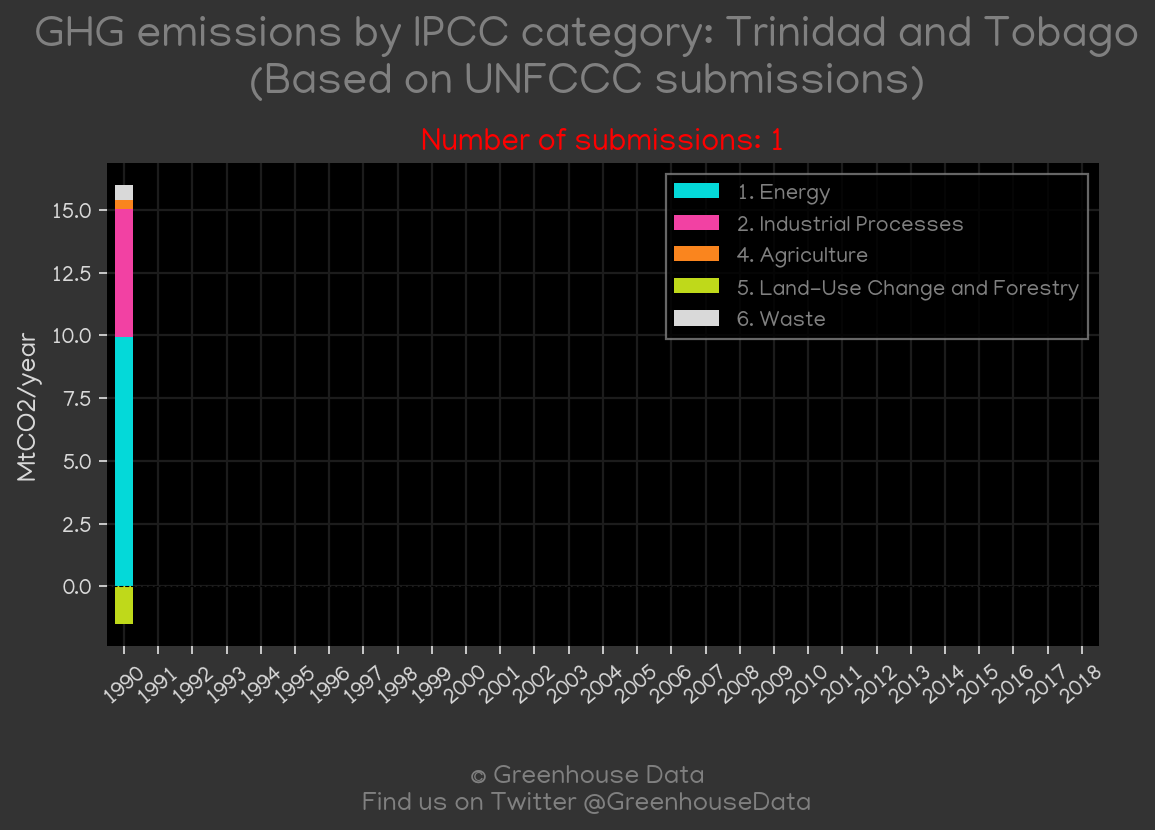 GHG emissions by IPCC category: Trinidad and Tobago
(Based on UNFCCC submissions)
Number of submissions: 1
1. Energy
2. Industrial Processes
4. Agriculture
5. Land-Use Change and Forestry
6. Waste
MtCO2/year
15.0
12.5
10.0
7.5
5.0
2.5
0.0
1990 1991 1992 1993 1994 1995 1996 1997 1998 1999 2000 2001 2002 2003 2004 2005 2006 2007 2008 2009 2010 2011 2012 2013 2014 2015 2016 2017 2018
© Greenhouse Data
Find us on Twitter @GreenhouseData